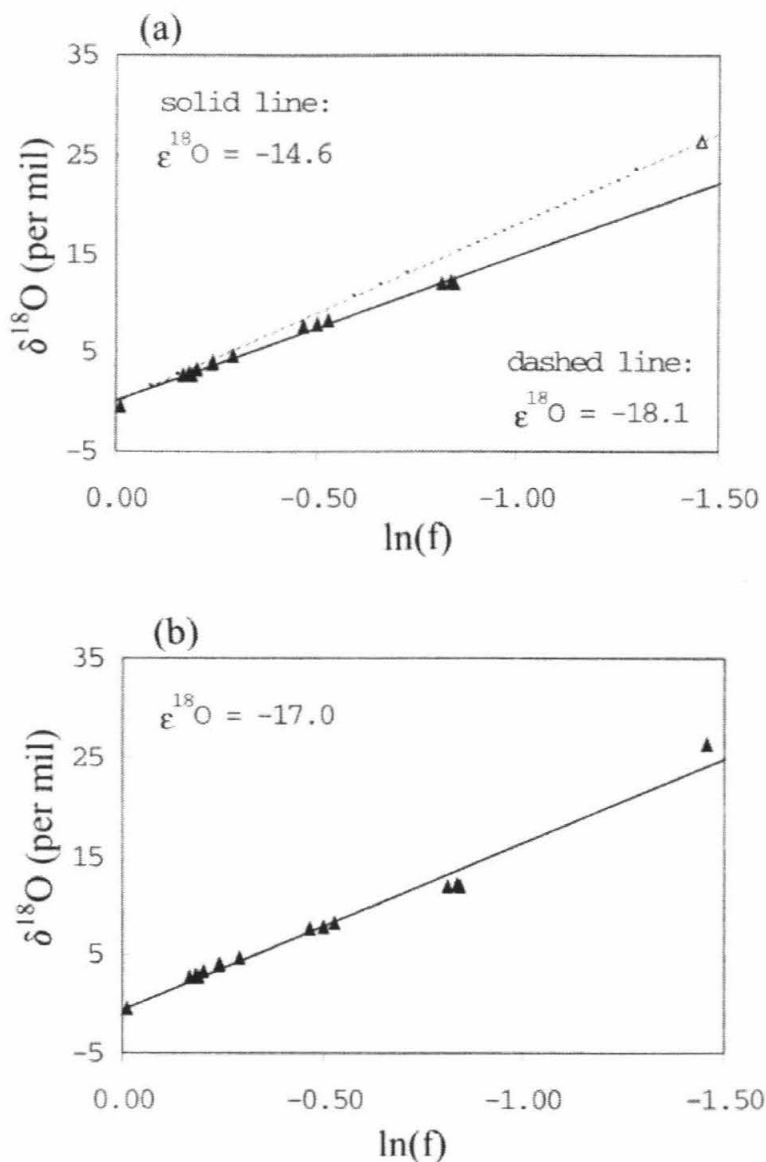 (a)
35
25
15
5
−5
δ¹⁸O (per mil)
solid line:
ε¹⁸O = −14.6
dashed line:
ε¹⁸O = −18.1
0.00 −0.50 −1.00 −1.50
ln(f)
(b)
35
25
15
5
−5
δ¹⁸O (per mil)
ε¹⁸O = −17.0
0.00 −0.50 −1.00 −1.50
ln(f)